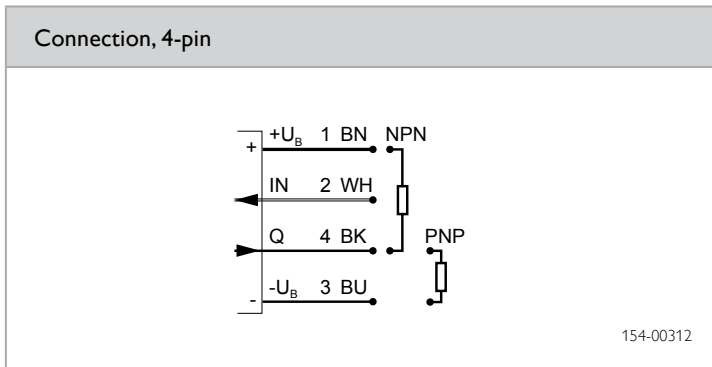 Connection, 4-pin
+U_B 1 BN NPN
+
IN 2 WH
Q 4 BK PNP
-U_B 3 BU
-
154-00312